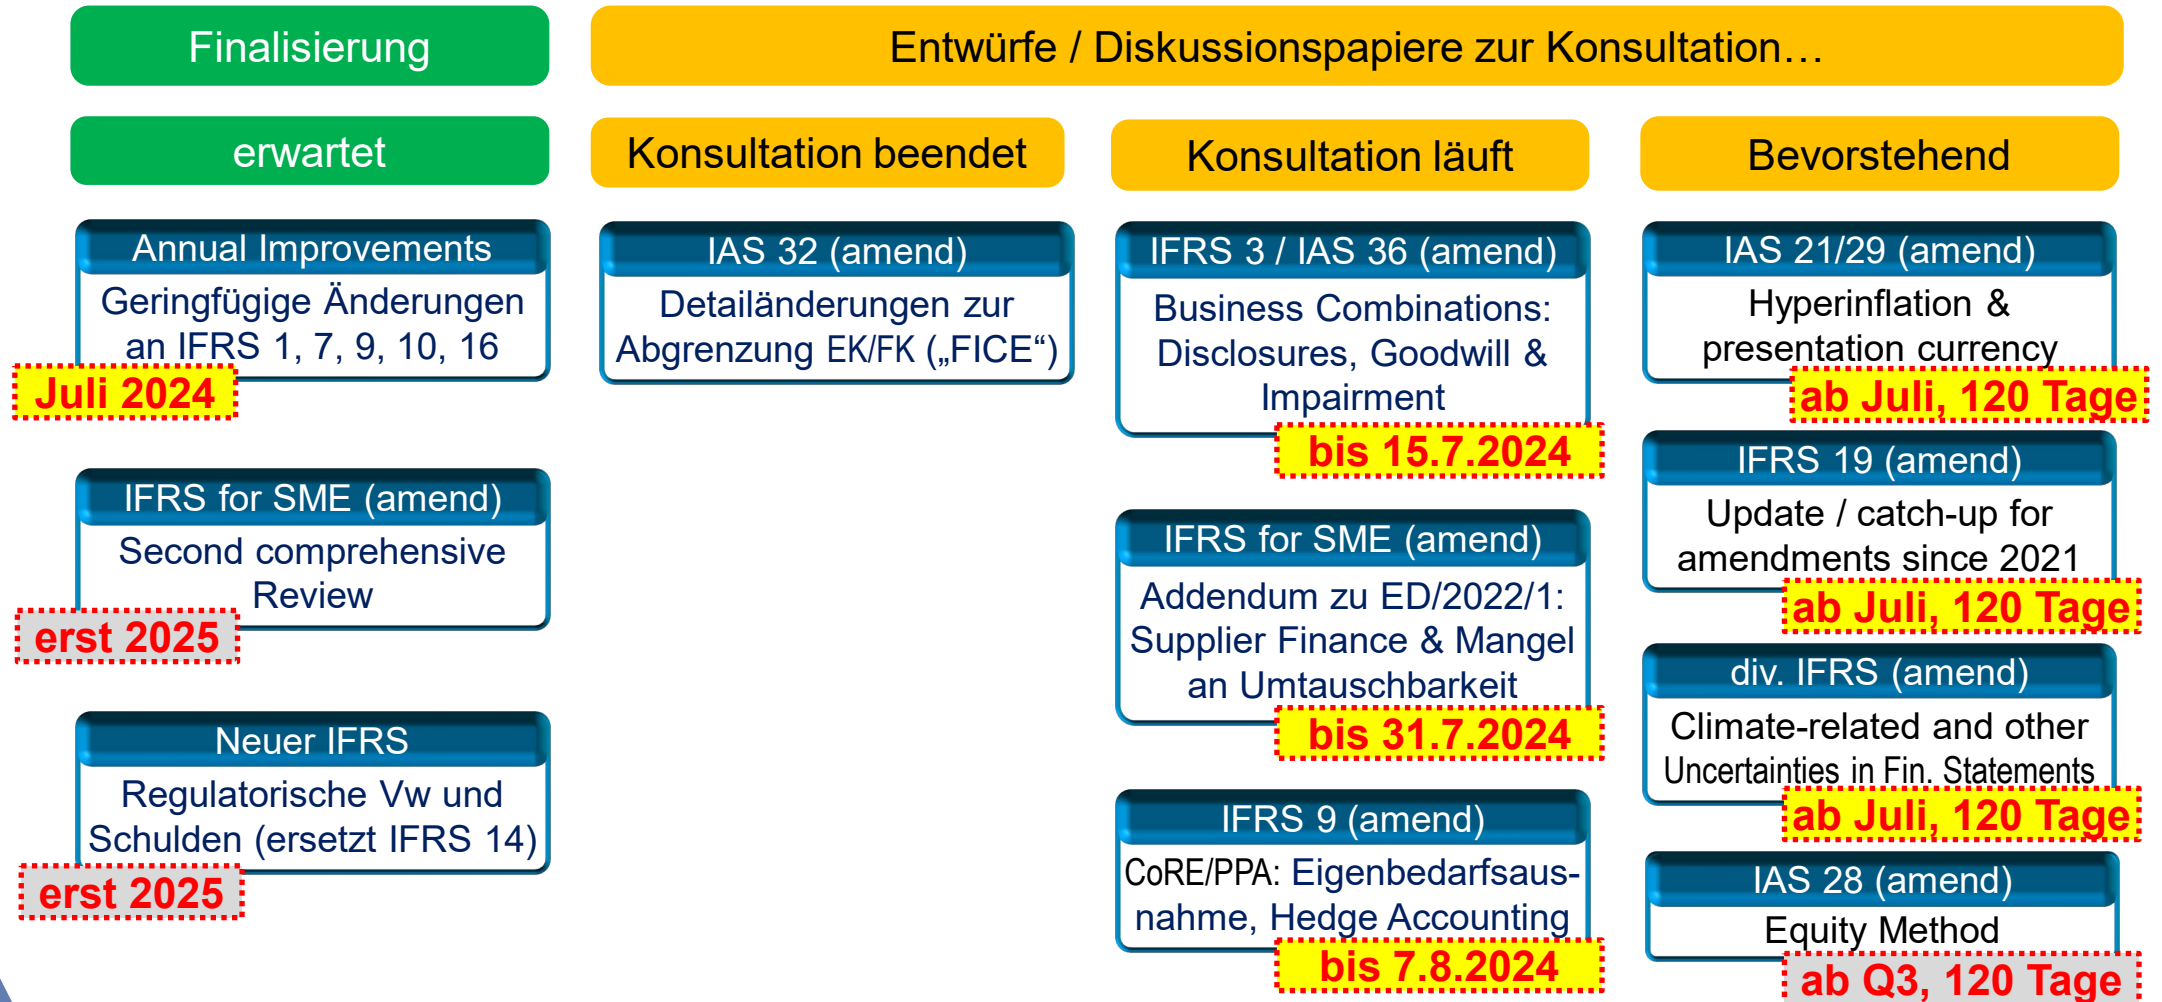 Finalisierung
Entwürfe / Diskussionspapiere zur Konsultation…
erwartet
Konsultation beendet
Konsultation läuft
Bevorstehend
Annual Improvements
Geringfügige Änderungen
an IFRS 1, 7, 9, 10, 16
Juli 2024
IFRS for SME (amend)
Second comprehensive
Review
erst 2025
Neuer IFRS
Regulatorische Vw und
Schulden (ersetzt IFRS 14)
erst 2025
IAS 32 (amend)
Detailänderungen zur
Abgrenzung EK/FK („FICE“)
IFRS 3 / IAS 36 (amend)
Business Combinations:
Disclosures, Goodwill &
Impairment
bis 15.7.2024
IFRS for SME (amend)
Addendum zu ED/2022/1:
Supplier Finance & Mangel
an Umtauschbarkeit
bis 31.7.2024
IFRS 9 (amend)
CoRE/PPA: Eigenbedarfsaus-
nahme, Hedge Accounting
bis 7.8.2024
IAS 21/29 (amend)
Hyperinflation &
presentation currency
ab Juli, 120 Tage
IFRS 19 (amend)
Update / catch-up for
amendments since 2021
ab Juli, 120 Tage
div. IFRS (amend)
Climate-related and other
Uncertainties in Fin. Statements
ab Juli, 120 Tage
IAS 28 (amend)
Equity Method
ab Q3, 120 Tage